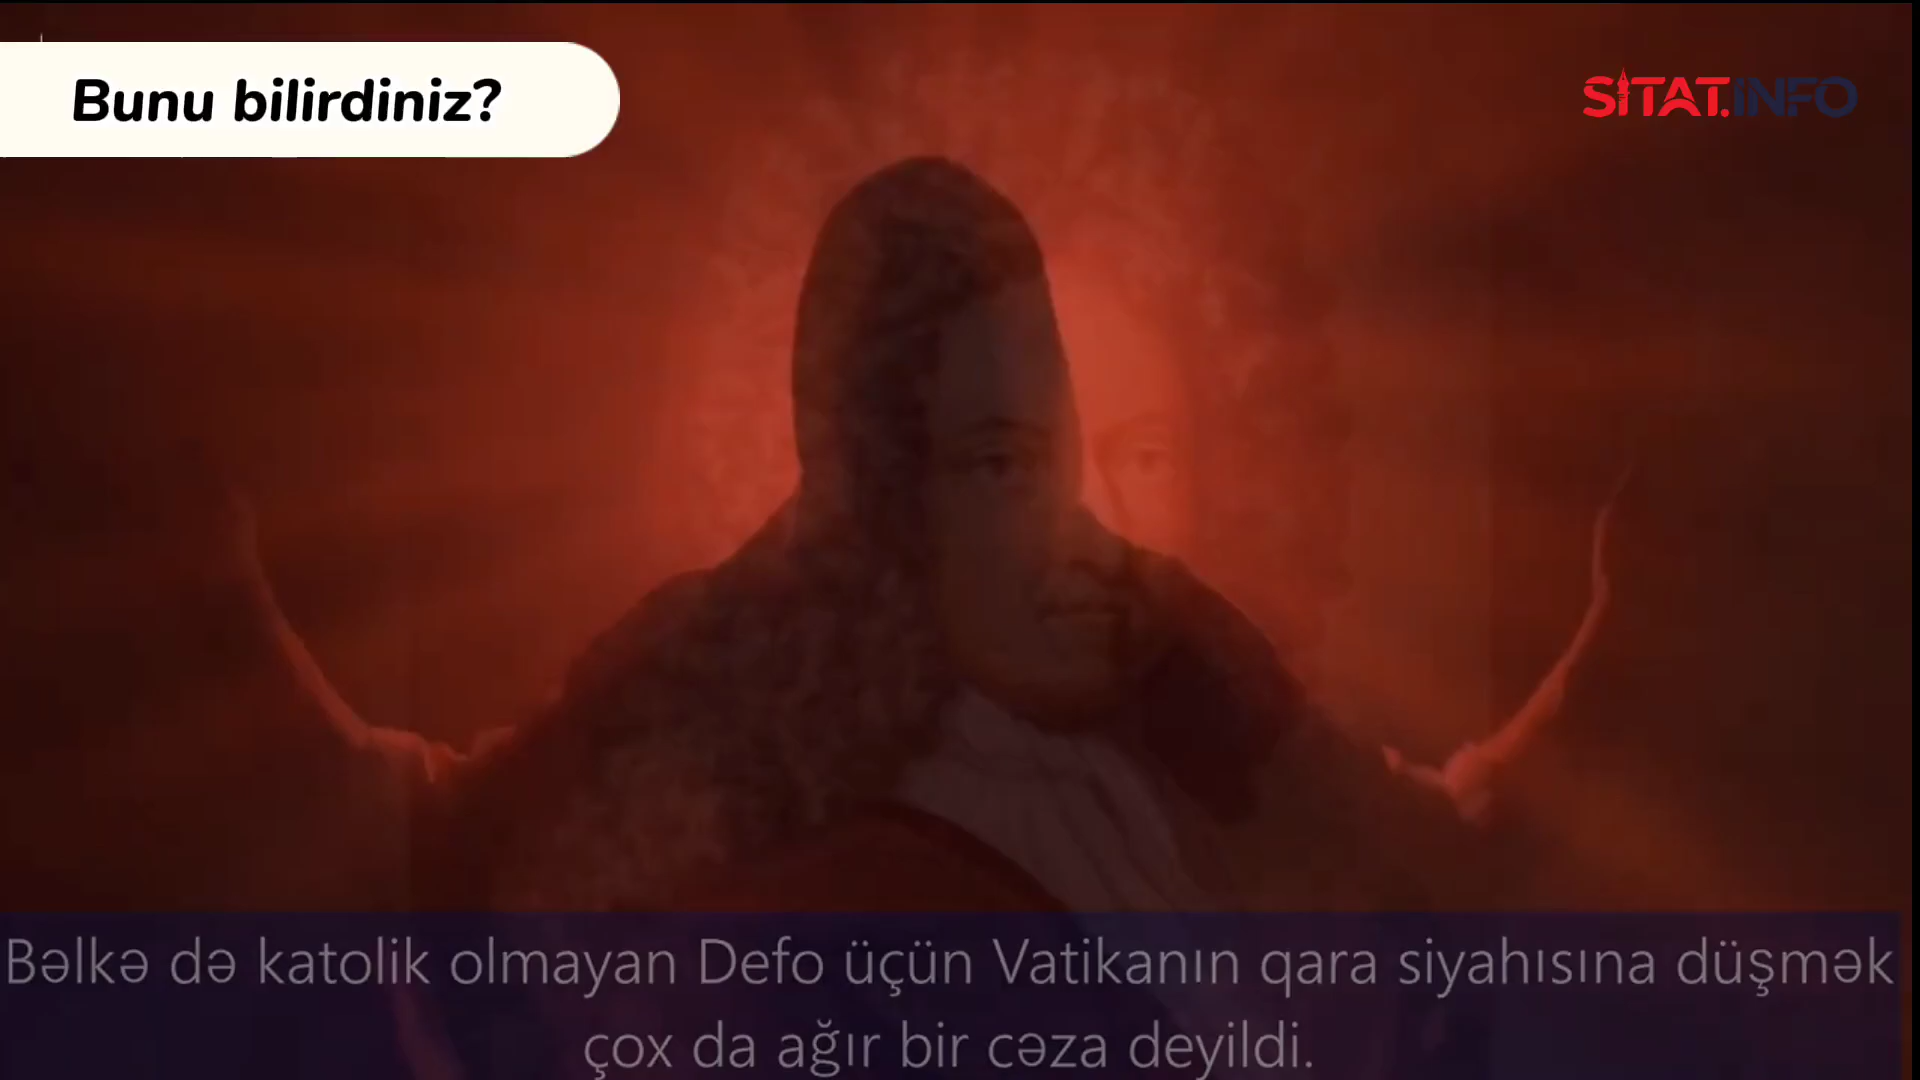 Bunu bilirdiniz?
SİTAT.INFO
Bəlkə də katolik olmayan Defo üçün Vatikanın qara siyahısına düşmək
çox da ağır bir cəza deyildi.